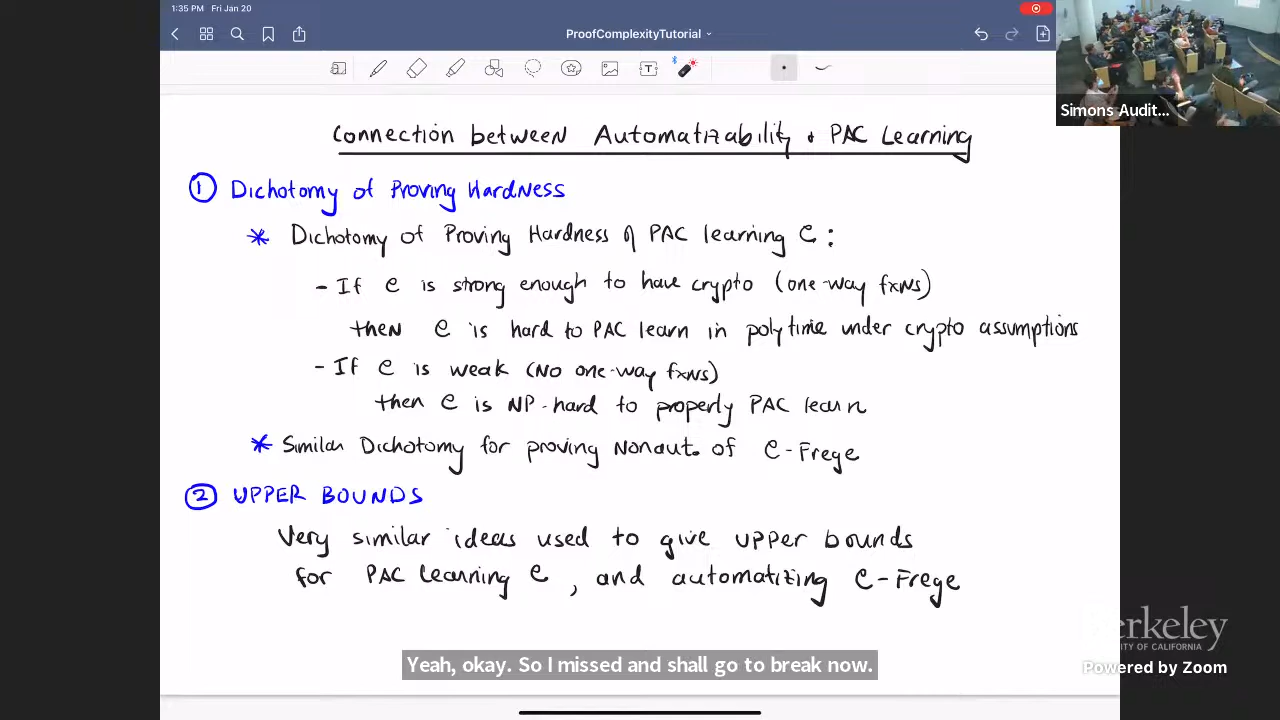 1:35 PM Fri Jan 20
ProofComplexityTutorial
Simons Audit...
Connection between Automatizability & PAC Learning
① Dichotomy of Proving Hardness
* Dichotomy of Proving Hardness of PAC learning C:
- If C is strong enough to have crypto (one-way fxns)
then C is hard to PAC learn in polytime under crypto assumptions
- If C is weak (No one-way fxns)
then C is NP-hard to properly PAC learn
* Similar Dichotomy for proving Nonaut. of C-Frege
② UPPER BOUNDS
Very similar ideas used to give upper bounds
for PAC learning C, and automatizing C-Frege
Berkeley
UNIVERSITY OF CALIFORNIA
Powered by Zoom
Yeah, okay. So I missed and shall go to break now.